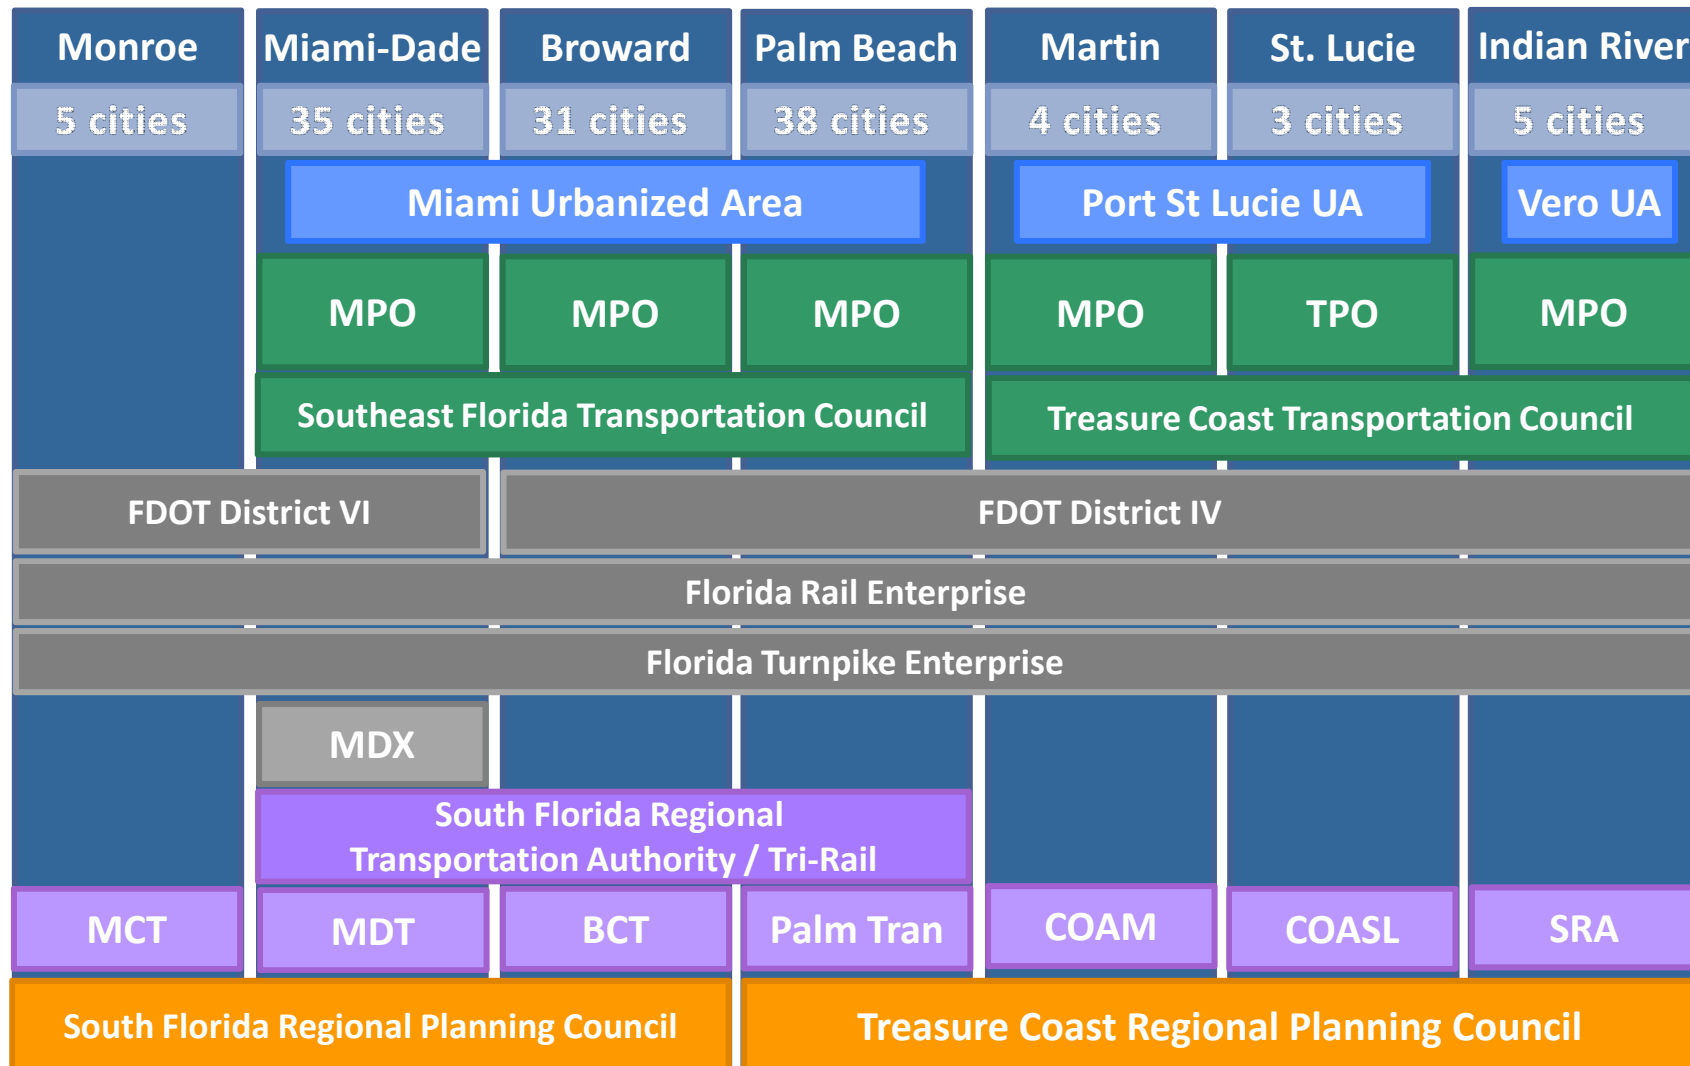 Monroe Miami-Dade Broward Palm Beach Martin St. Lucie Indian River
5 cities 35 cities 31 cities 38 cities 4 cities 3 cities 5 cities
Miami Urbanized Area Port St Lucie UA Vero UA
MPO MPO MPO MPO TPO MPO
Southeast Florida Transportation Council Treasure Coast Transportation Council
FDOT District VI FDOT District IV
Florida Rail Enterprise
Florida Turnpike Enterprise
MDX
South Florida Regional
Transportation Authority / Tri-Rail
MCT MDT BCT Palm Tran COAM COASL SRA
South Florida Regional Planning Council Treasure Coast Regional Planning Council